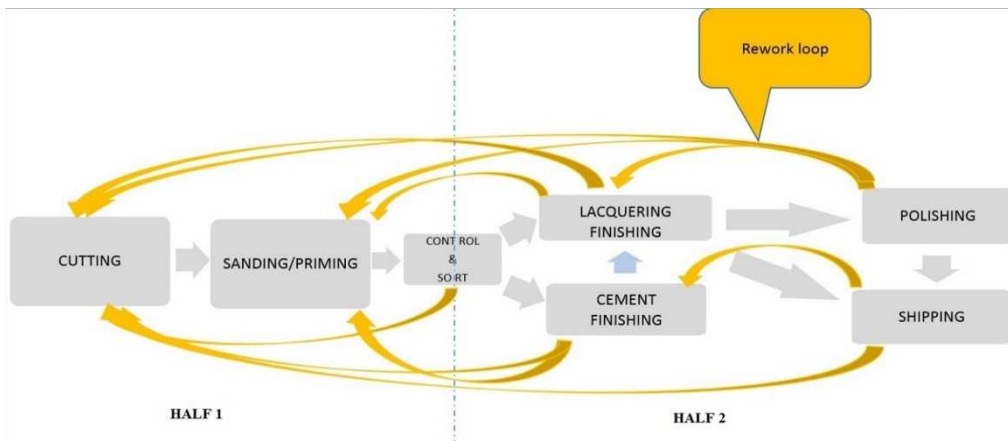 Rework loop
CUTTING
SANDING/PRIMING
CONT ROL
&
SO RT
LACQUERING
FINISHING
CEMENT
FINISHING
POLISHING
SHIPPING
HALF 1
HALF 2